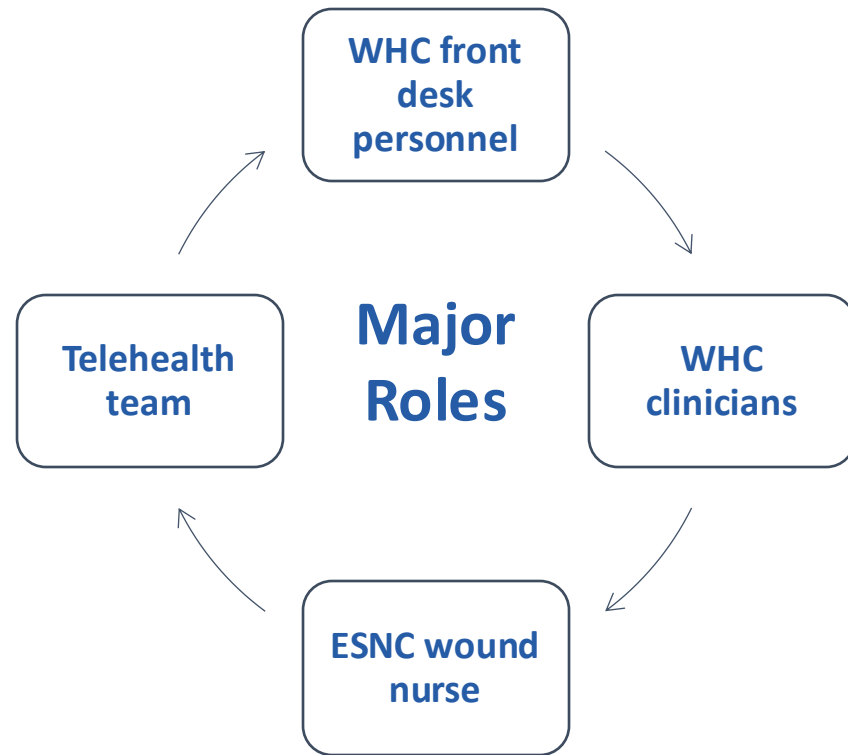 WHC front
desk
personnel
Major
Roles
Telehealth
team
WHC
clinicians
ESNC wound
nurse